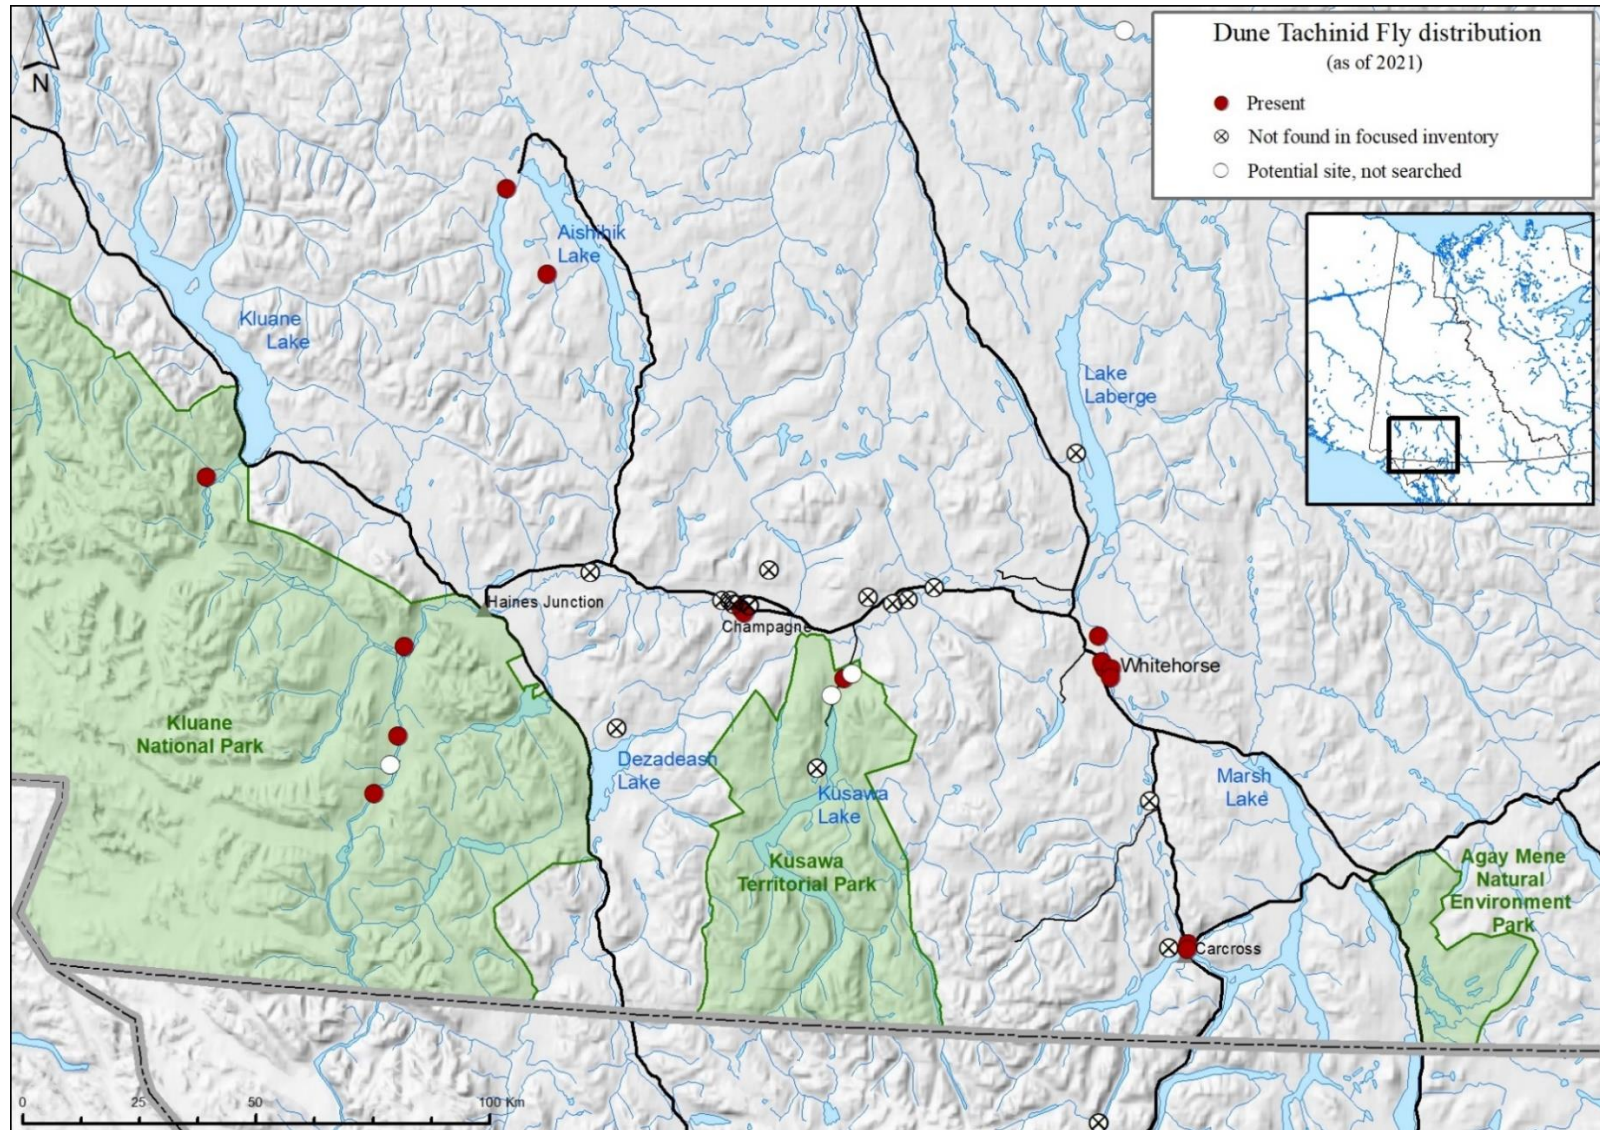 Dune Tachinid Fly distribution
(as of 2021)
Present
Not found in focused inventory
Potential site, not searched
N
Aishihik
Lake
Kluane
Lake
Lake
Laberge
Haines Junction
Champagne
Whitehorse
Kluane
National Park
Dezadeash
Lake
Kusawa
Lake
Marsh
Lake
Kusawa
Territorial Park
Agay Mene
Natural
Environment
Park
Carcross
0 25 50 100 Km